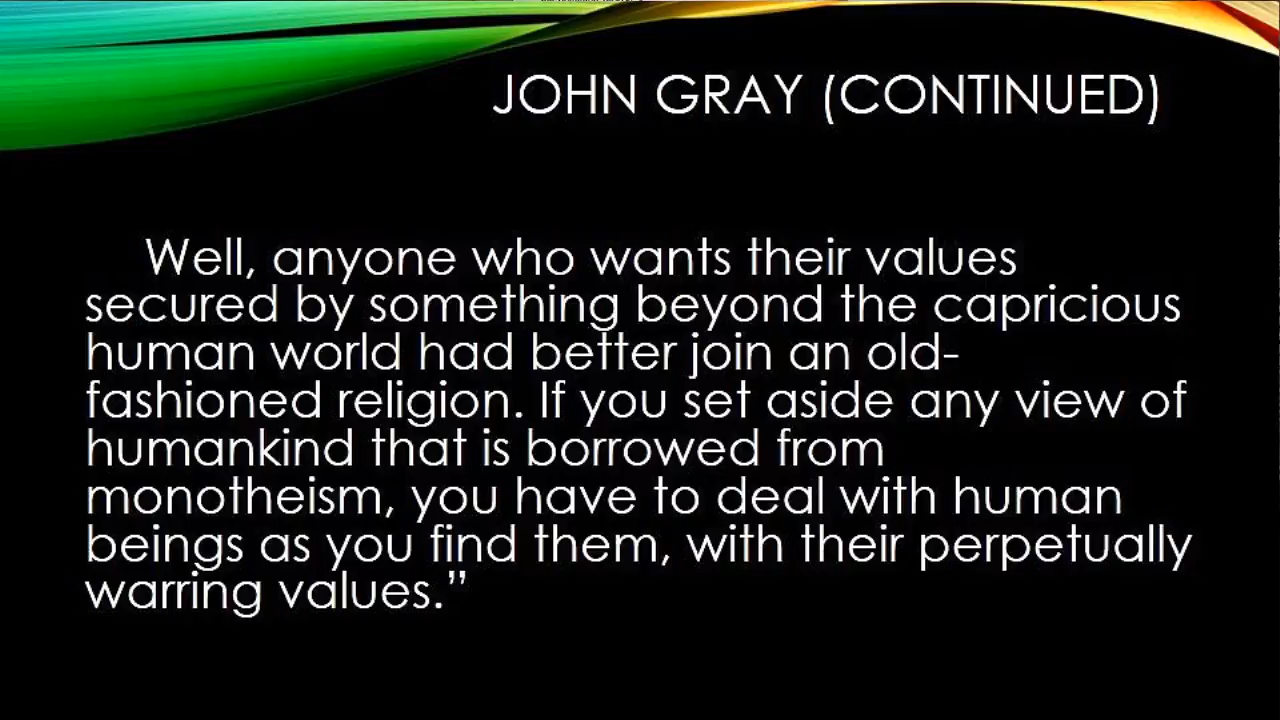 JOHN GRAY (CONTINUED)
Well, anyone who wants their values
secured by something beyond the capricious
human world had better join an old-
fashioned religion. If you set aside any view of
humankind that is borrowed from
monotheism, you have to deal with human
beings as you find them, with their perpetually
warring values.”